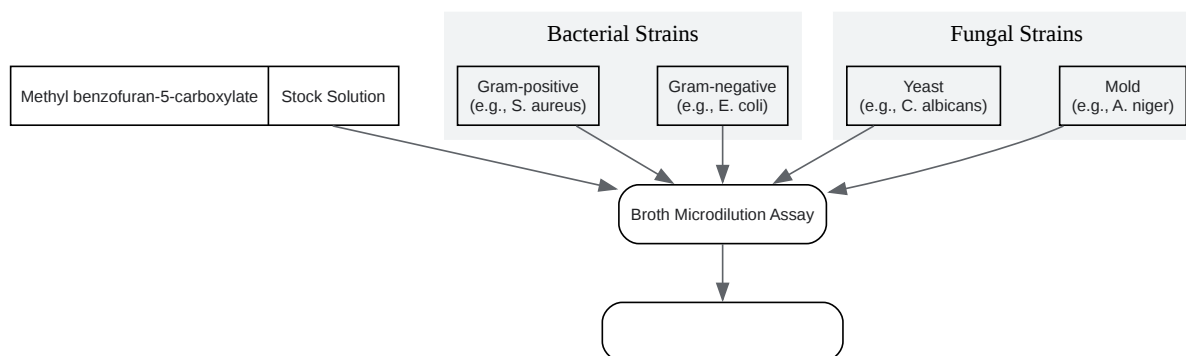 Bacterial Strains
Fungal Strains
Methyl benzofuran-5-carboxylate
Stock Solution
Gram-positive
(e.g., S. aureus)
Gram-negative
(e.g., E. coli)
Yeast
(e.g., C. albicans)
Mold
(e.g., A. niger)
Broth Microdilution Assay